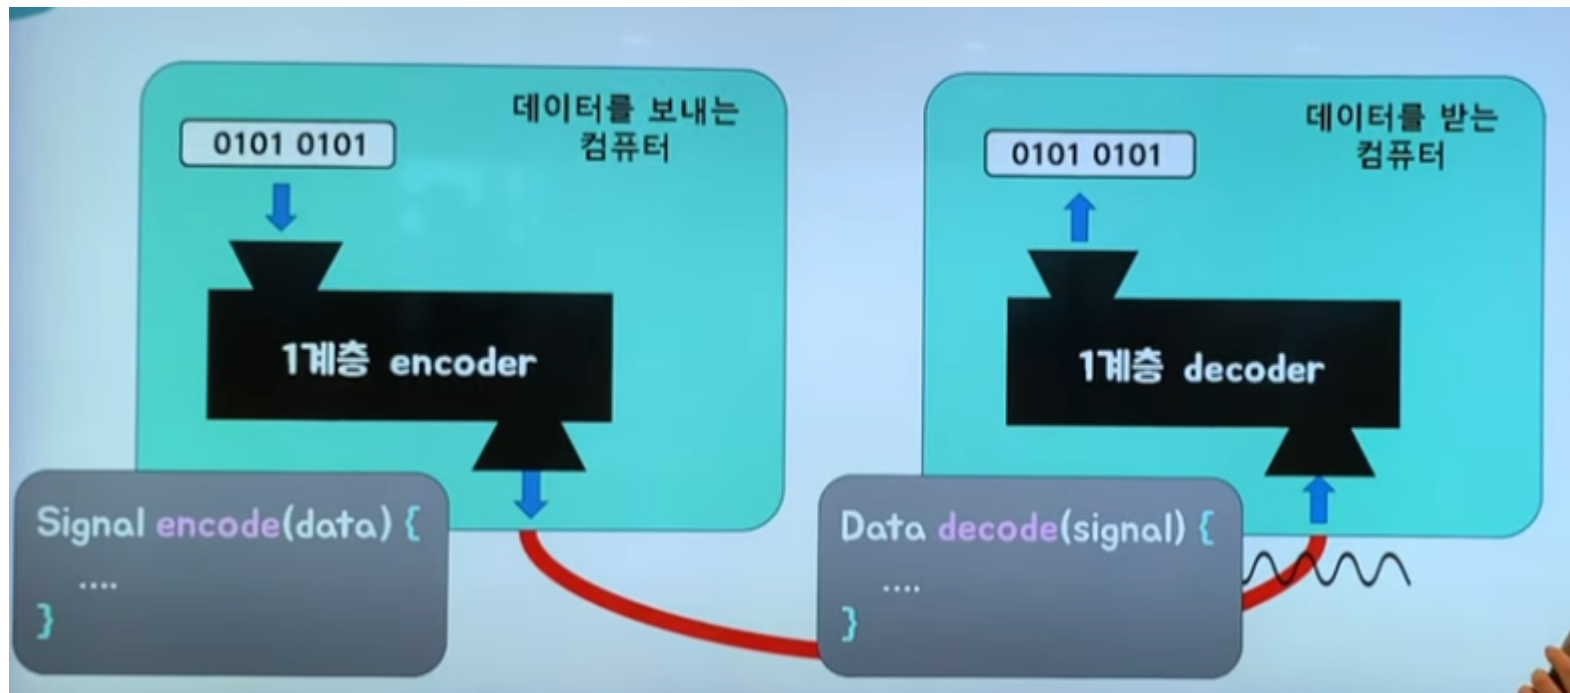 데이터를 보내는
컴퓨터
0101 0101
1계층 encoder
Signal encode(data) {
....
}
데이터를 받는
컴퓨터
0101 0101
1계층 decoder
Data decode(signal) {
....
}